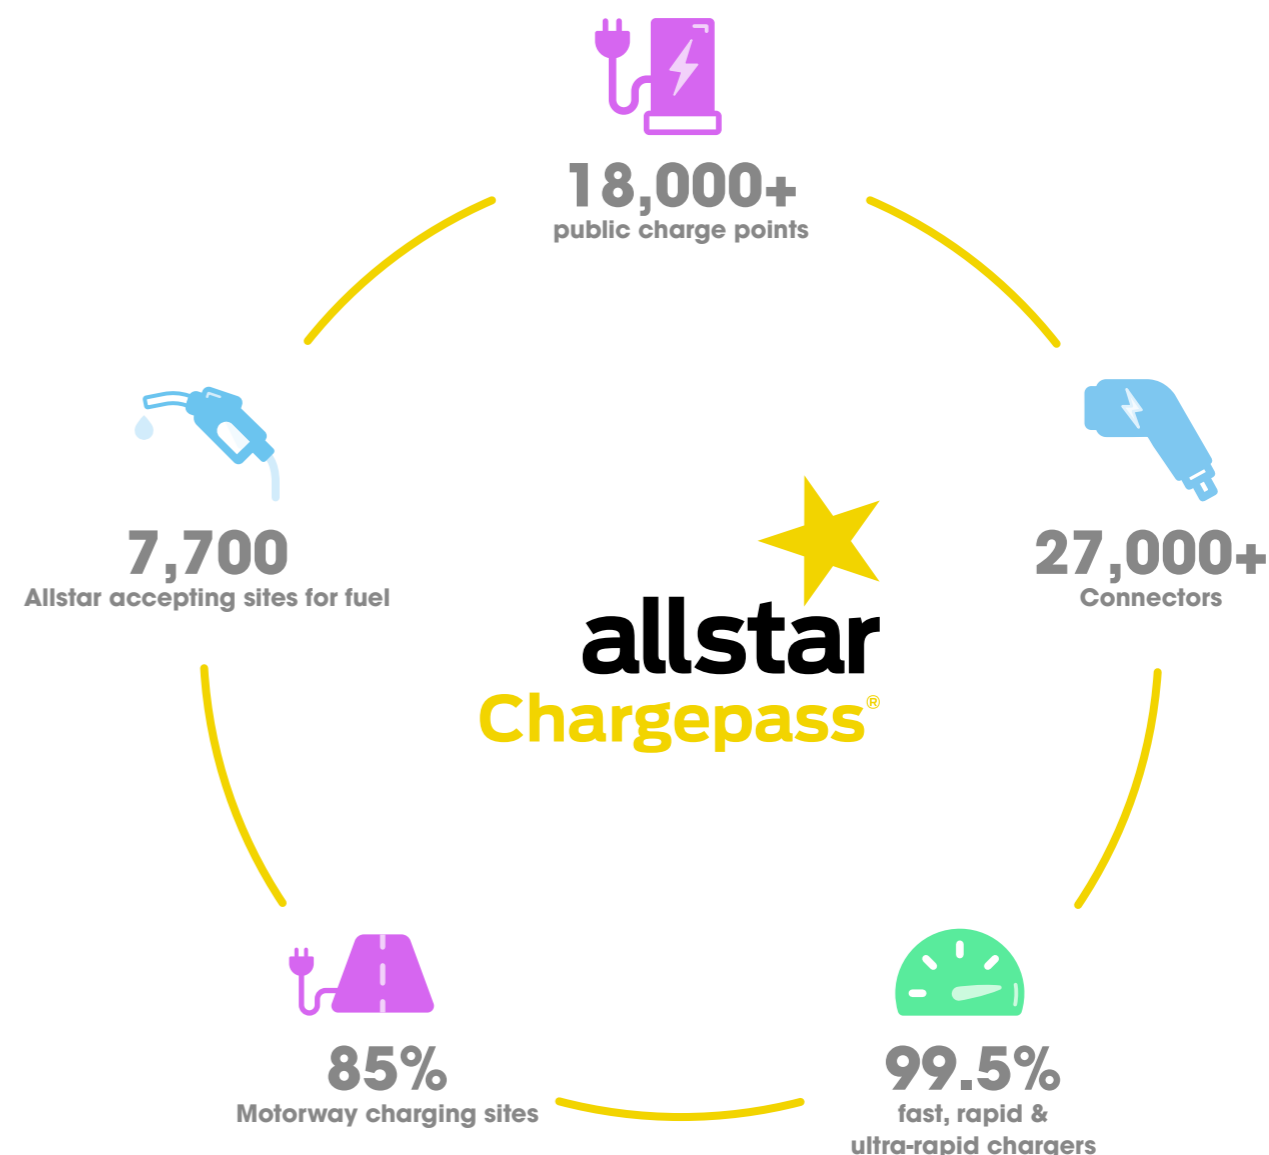 18,000+
public charge points
7,700
Allstar accepting sites for fuel
27,000+
Connectors
allstar
Chargepass®
85%
Motorway charging sites
99.5%
fast, rapid &
ultra-rapid chargers